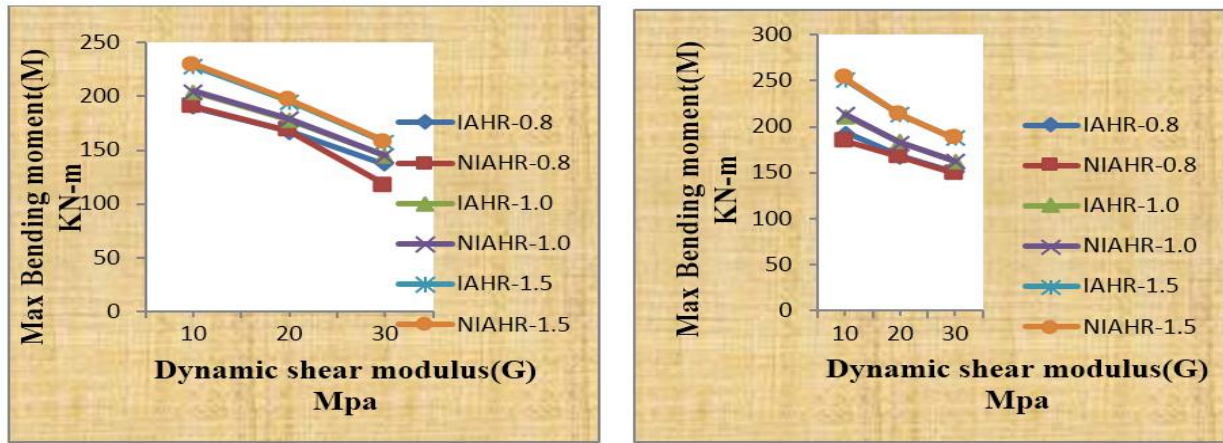 250
200
150
100
50
0
10 20 30
Max Bending moment(M)
KN-m
Dynamic shear modulus(G)
Mpa
IAHR-0.8
NIAHR-0.8
IAHR-1.0
NIAHR-1.0
IAHR-1.5
NIAHR-1.5
300
250
200
150
100
50
0
10 20 30
Max Bending moment(M)
KN-m
Dynamic shear modulus(G)
Mpa
IAHR-0.8
NIAHR-0.8
IAHR-1.0
NIAHR-1.0
IAHR-1.5
NIAHR-1.5